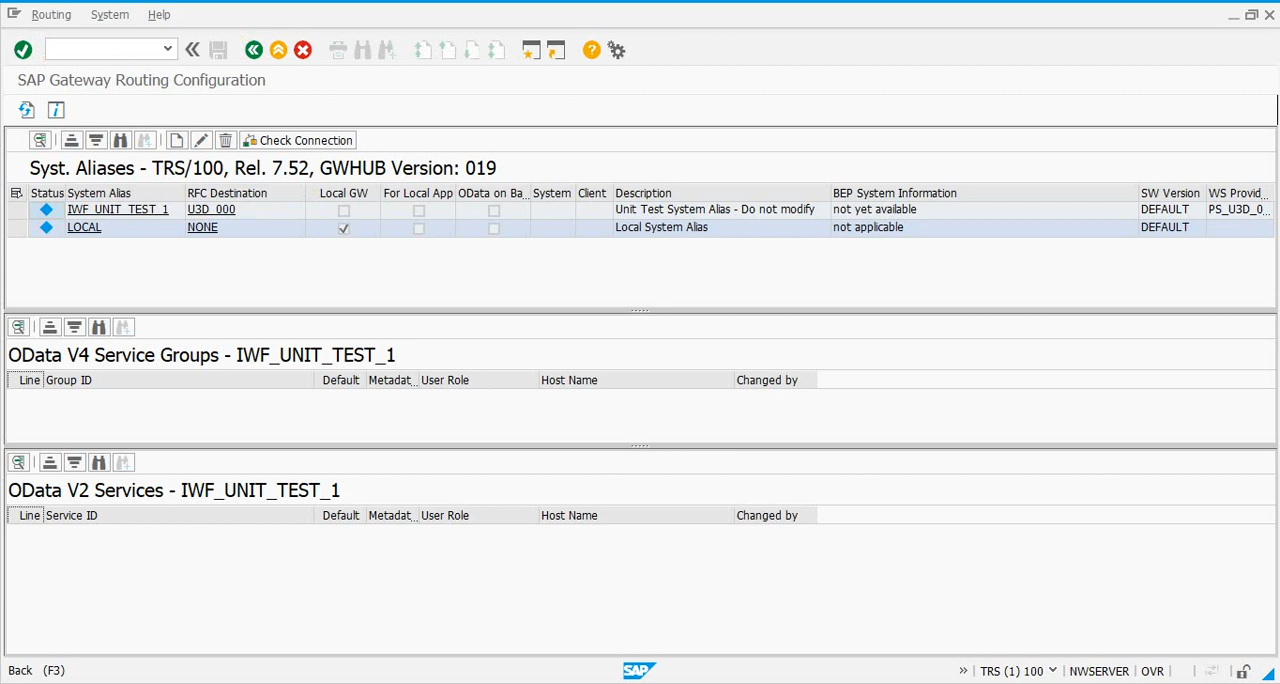 Routing System Help
SAP Gateway Routing Configuration
Check Connection
Syst. Aliases - TRS/100, Rel. 7.52, GWHUB Version: 019
Status System Alias RFC Destination Local GW For Local App OData on Ba... System Client Description BEP System Information SW Version WS Provid...
IWF_UNIT_TEST_1 U3D_000 Unit Test System Alias - Do not modify not yet available DEFAULT PS_U3D_0...
LOCAL NONE Local System Alias not applicable DEFAULT
OData V4 Service Groups - IWF_UNIT_TEST_1
Line Group ID Default Metadat... User Role Host Name Changed by
OData V2 Services - IWF_UNIT_TEST_1
Line Service ID Default Metadat... User Role Host Name Changed by
Back (F3) SAP » TRS (1) 100 NWSERVER OVR